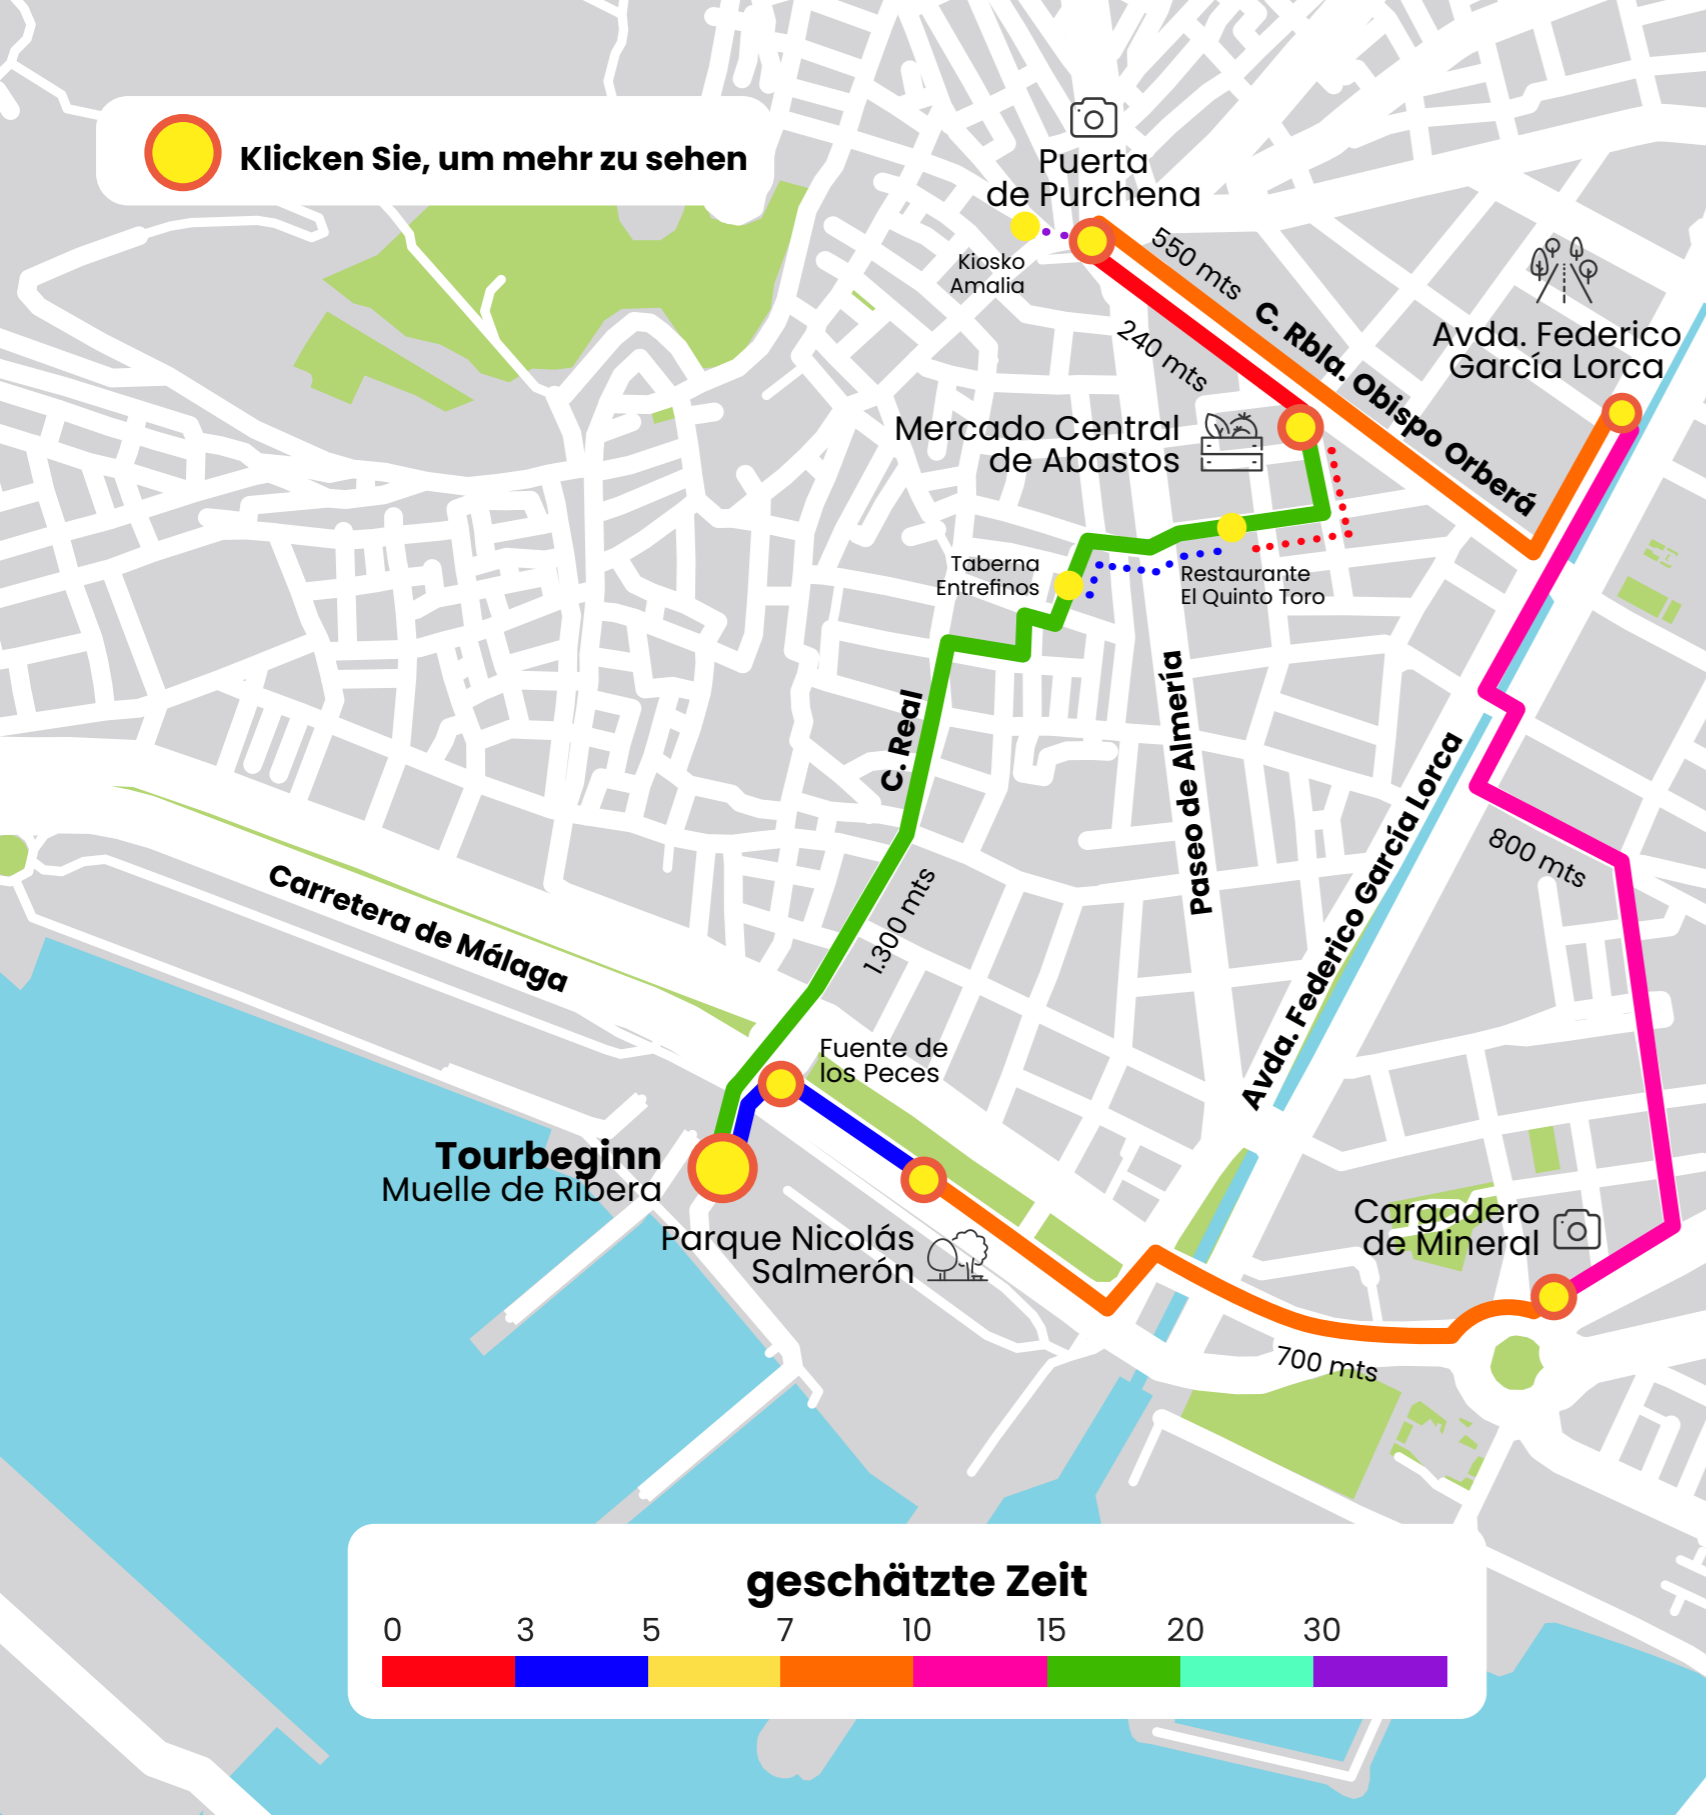 Klicken Sie, um mehr zu sehen
Puerta
de Purchena
Kiosko
Amalia
550 mts
C. Rbla. Obispo Orberá
240 mts
Avda. Federico
García Lorca
Mercado Central
de Abastos
Taberna
Entrefinos
Restaurante
El Quinto Toro
C. Real
Paseo de Almería
Avda. Federico García Lorca
800 mts
Carretera de Málaga
1.300 mts
Fuente de
los Peces
Tourbeginn
Muelle de Ribera
Parque Nicolás
Salmerón
Cargadero
de Mineral
700 mts
geschätzte Zeit
0 3 5 7 10 15 20 30